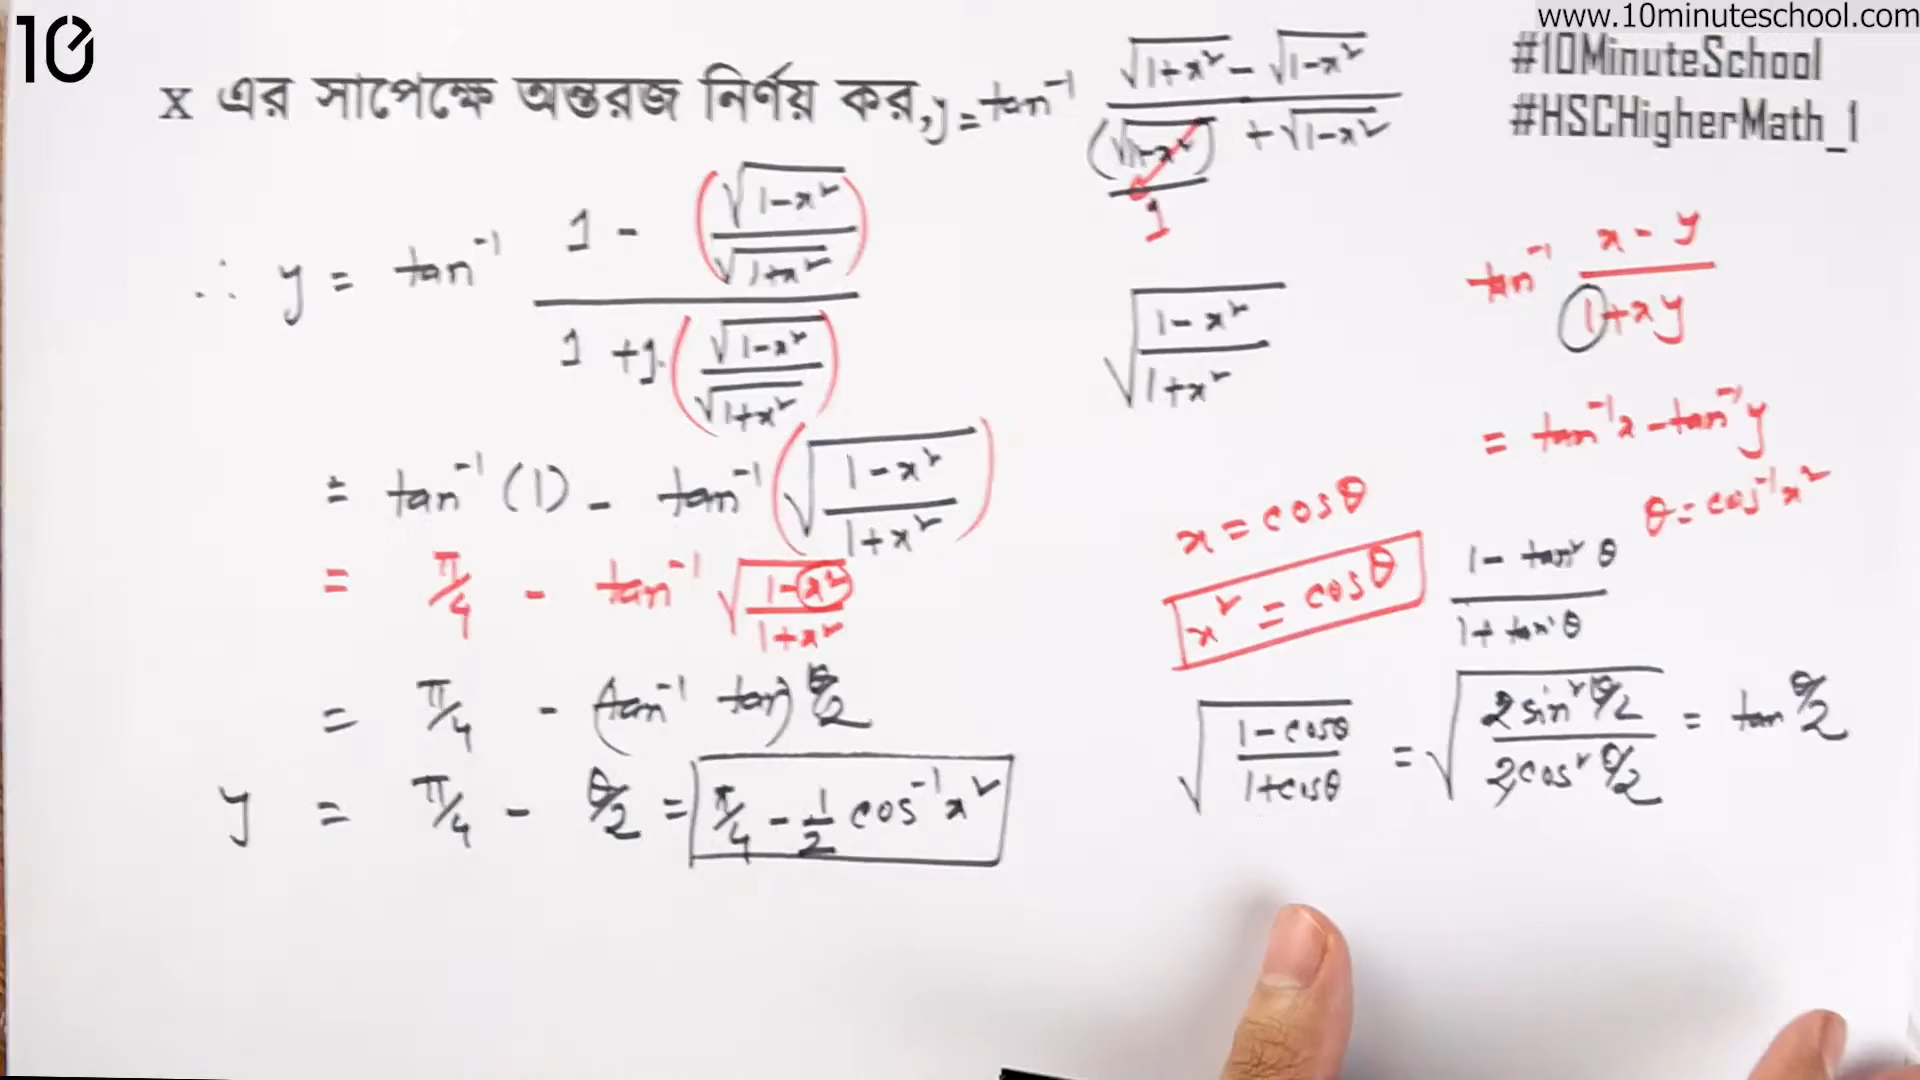 10
www.10minuteschool.com
#10MinuteSchool
#HSCHigherMath_1
x এর সাপেক্ষে অন্তরজ নির্ণয় কর, y = tan⁻¹ (√(1+x²) - √(1-x²)) / ((√(1-x²)) + √(1-x²))
1
∴ y = tan⁻¹ (1 - (√(1-x²)/√(1+x²))) / (1 + 1·(√(1-x²)/√(1+x²)))
√((1-x²)/(1+x²))
tan⁻¹ (x - y)/(1+xy)
= tan⁻¹x - tan⁻¹y
= tan⁻¹(1) - tan⁻¹(√((1-x²)/(1+x²)))
x = cosθ
θ = cos⁻¹x²
= π/4 - tan⁻¹ √((1-x²)/(1+x²))
x² = cosθ
(1 - tan²θ)/(1 + tan²θ)
= π/4 - (tan⁻¹ tan) θ/2
√((1-cosθ)/(1+cosθ)) = √((2sin²θ/2)/(2cos²θ/2)) = tan θ/2
y = π/4 - θ/2 = π/4 - 1/2 cos⁻¹x²